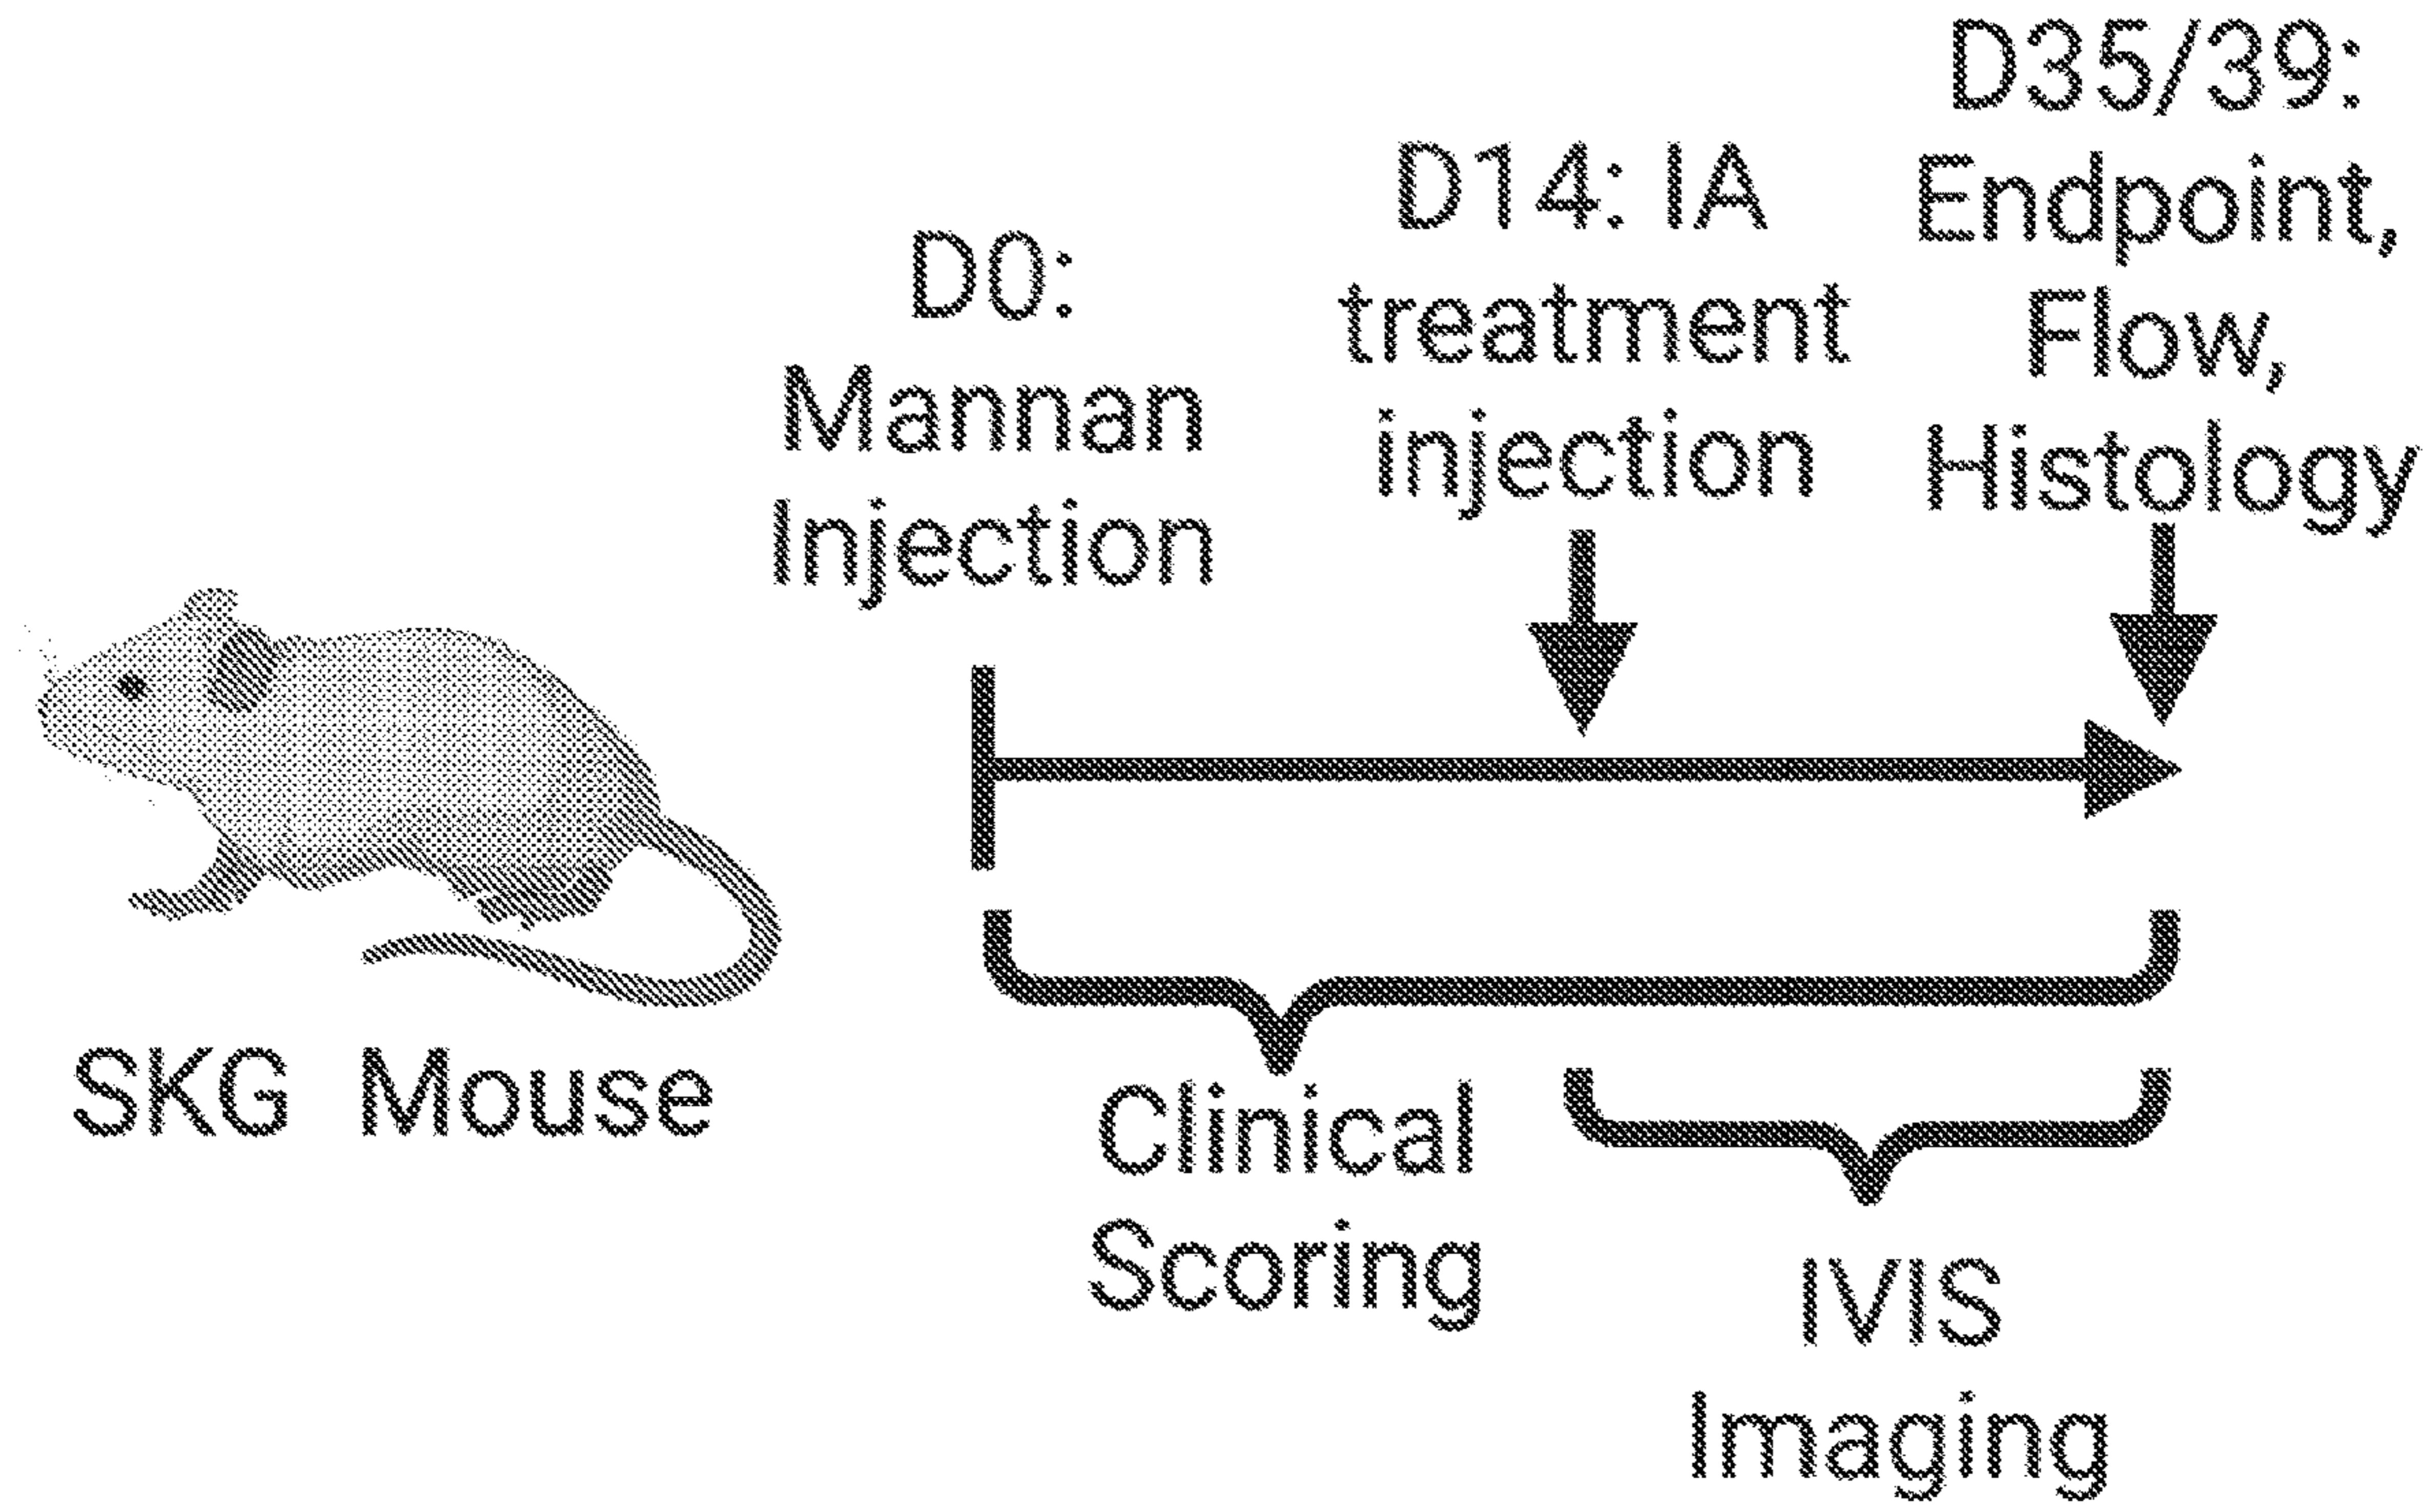 D0:
Mannan
Injection
D14: IA
treatment
injection
D35/39:
Endpoint,
Flow,
Histology
SKG Mouse
Clinical
Scoring
IVIS
Imaging